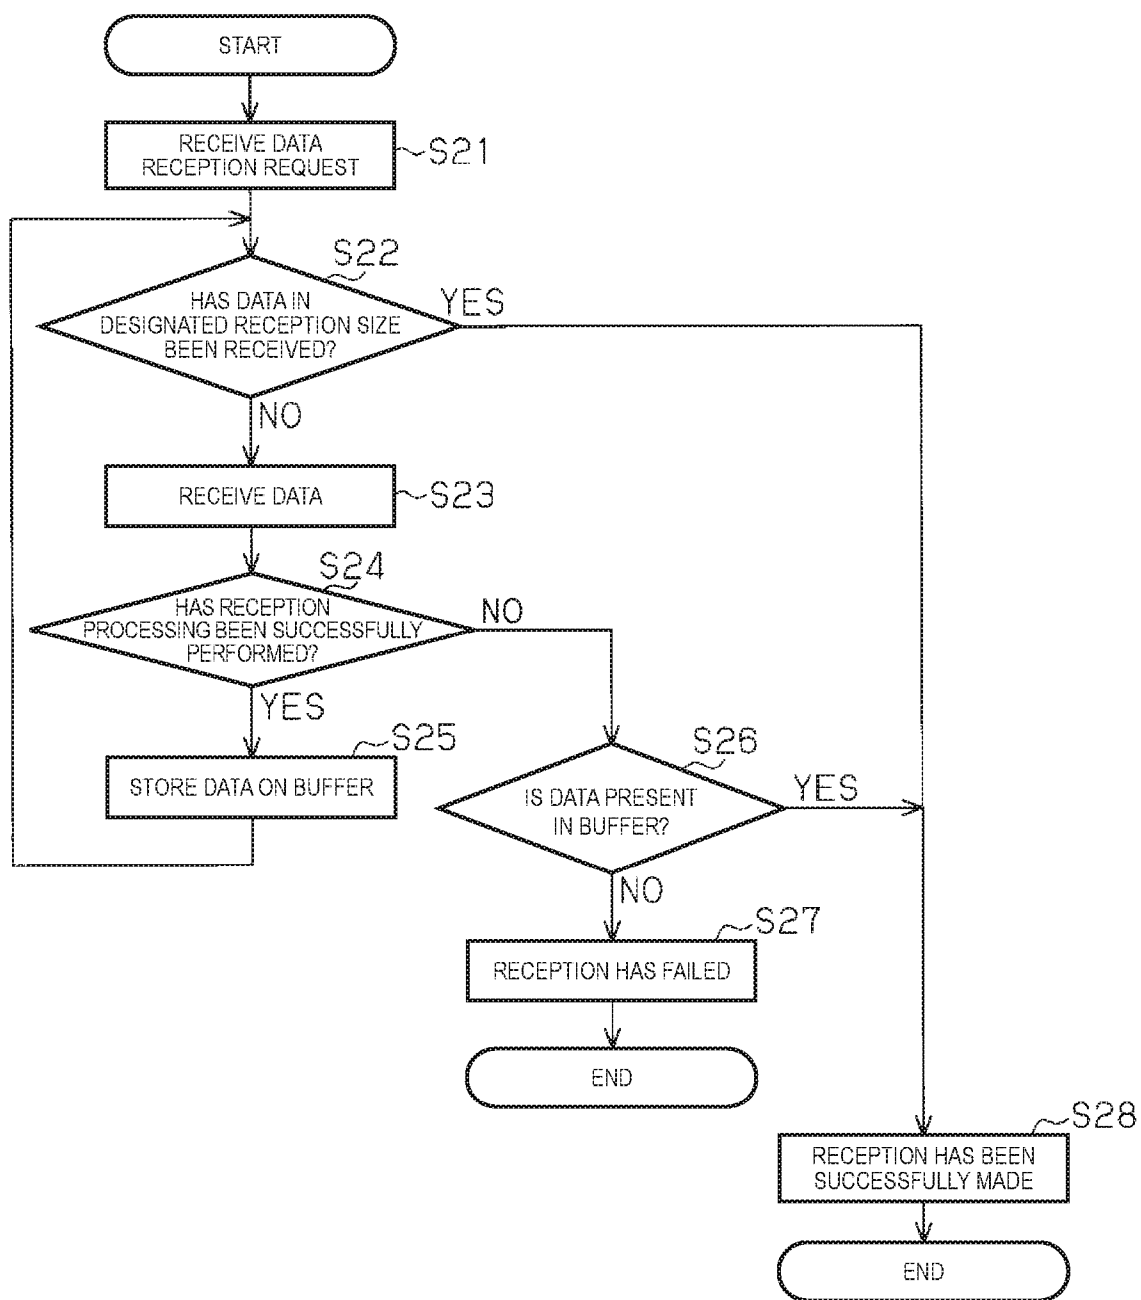 START
RECEIVE DATA
RECEPTION REQUEST
S21
S22
HAS DATA IN
DESIGNATED RECEPTION SIZE
BEEN RECEIVED?
YES
NO
RECEIVE DATA
S23
S24
HAS RECEPTION
PROCESSING BEEN SUCCESSFULLY
PERFORMED?
NO
YES
S25
STORE DATA ON BUFFER
S26
IS DATA PRESENT
IN BUFFER?
YES
NO
S27
RECEPTION HAS FAILED
END
S28
RECEPTION HAS BEEN
SUCCESSFULLY MADE
END